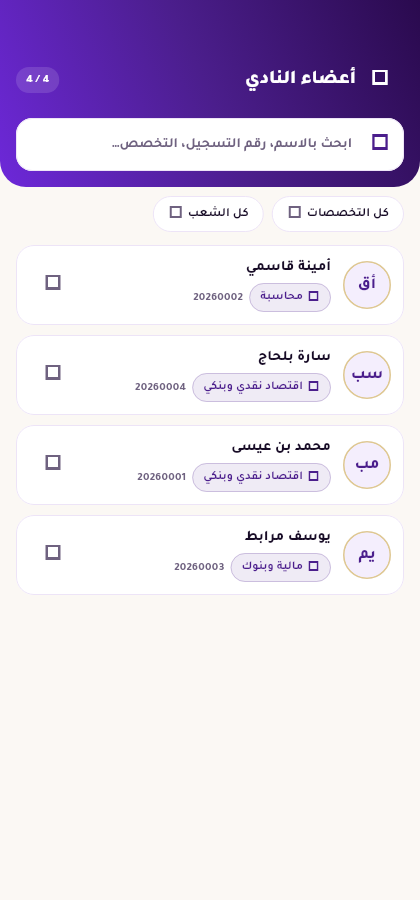 أعضاء النادي
4 / 4
ابحث بالاسم، رقم التسجيل، التخصص...
كل التخصصات
كل الشعب
أق
أمينة قاسمي
محاسبة
20260002
سب
سارة بلحاج
اقتصاد نقدي وبنكي
20260004
مب
محمد بن عيسى
اقتصاد نقدي وبنكي
20260001
يم
يوسف مرابط
مالية وبنوك
20260003